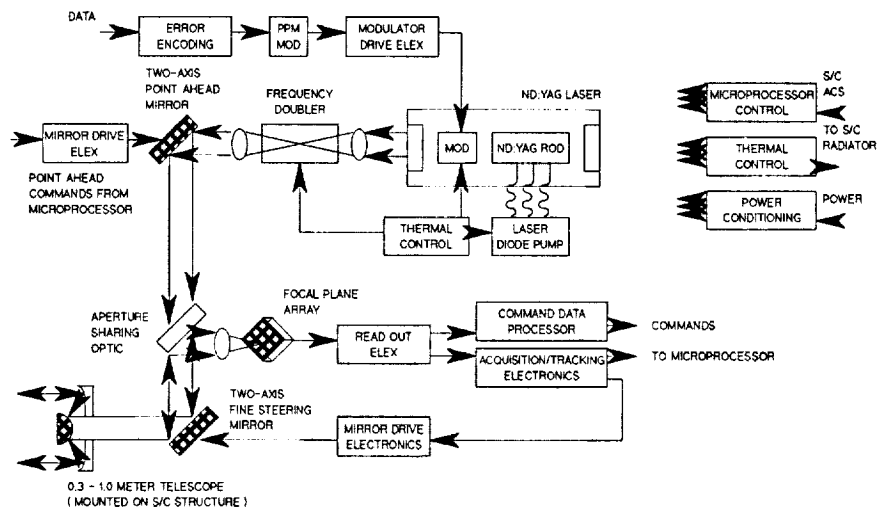 DATA
ERROR
ENCODING
PPM
MOD
MODULATOR
DRIVE ELEX
TWO-AXIS
POINT AHEAD
MIRROR
FREQUENCY
DOUBLER
ND:YAG LASER
MIRROR DRIVE
ELEX
MOD
ND:YAG ROD
POINT AHEAD
COMMANDS FROM
MICROPROCESSOR
THERMAL
CONTROL
LASER
DIODE PUMP
S/C
ACS
MICROPROCESSOR
CONTROL
TO S/C
RADIATOR
THERMAL
CONTROL
POWER
CONDITIONING
POWER
APERTURE
SHARING
OPTIC
FOCAL PLANE
ARRAY
READ OUT
ELEX
COMMAND DATA
PROCESSOR
COMMANDS
ACQUISITION/TRACKING
ELECTRONICS
TO MICROPROCESSOR
TWO-AXIS
FINE STEERING
MIRROR
MIRROR DRIVE
ELECTRONICS
0.3 - 1.0 METER TELESCOPE
( MOUNTED ON S/C STRUCTURE )